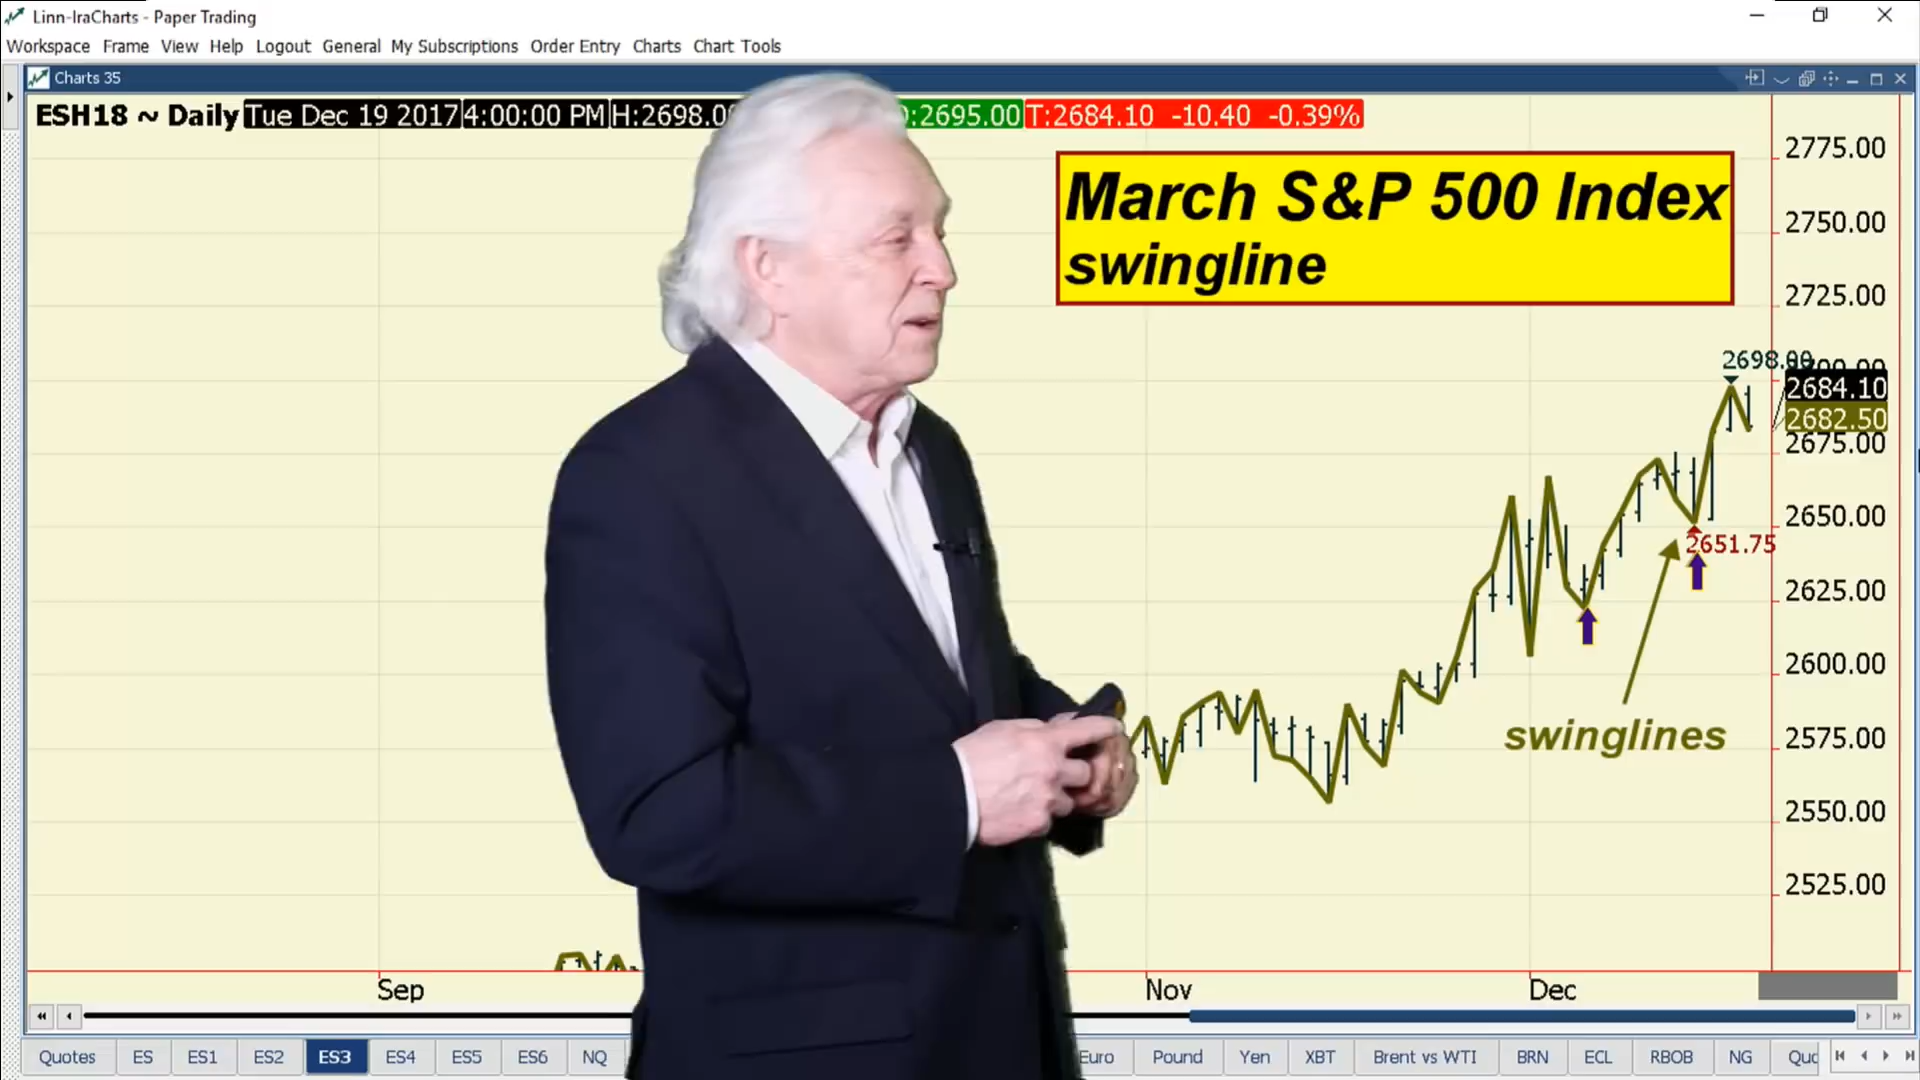 Linn-IraCharts - Paper Trading
Workspace Frame View Help Logout General My Subscriptions Order Entry Charts Chart Tools
Charts 35
ESH18 ~ Daily Tue Dec 19 2017 4:00:00 PM H:2698.0 :2695.00 T:2684.10 -10.40 -0.39%
March S&P 500 Index
swingline
2775.00
2750.00
2725.00
2698.00
2684.10
2682.50
2675.00
2650.00
2651.75
2625.00
2600.00
swinglines
2575.00
2550.00
2525.00
Sep Nov Dec
Quotes ES ES1 ES2 ES3 ES4 ES5 ES6 NQ Euro Pound Yen XBT Brent vs WTI BRN ECL RBOB NG Quo